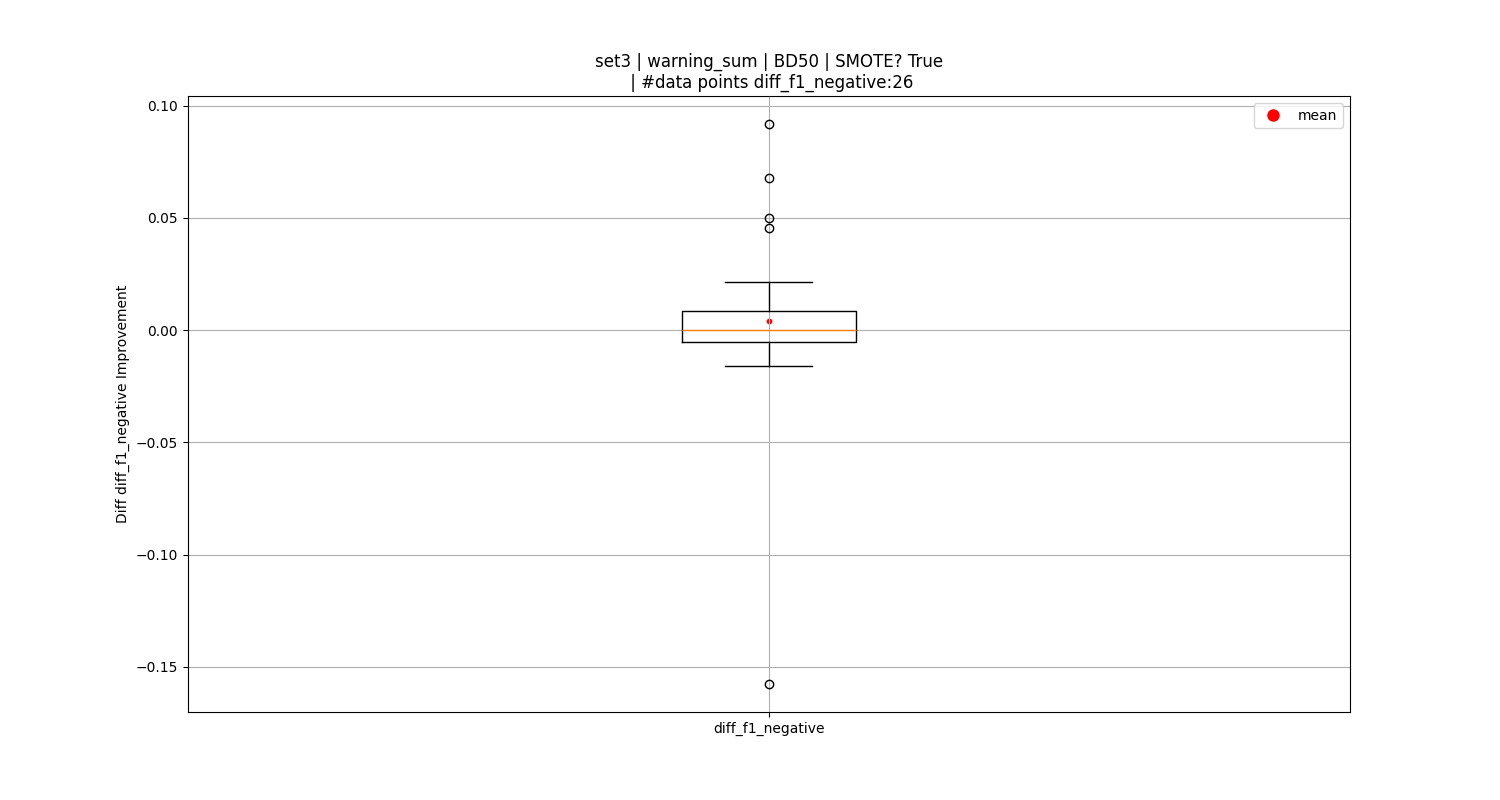 set3 | warning_sum | BD50 | SMOTE? True
| #data points diff_f1_negative:26
mean
0.10
0.05
0.00
−0.05
−0.10
−0.15
Diff diff_f1_negative Improvement
diff_f1_negative